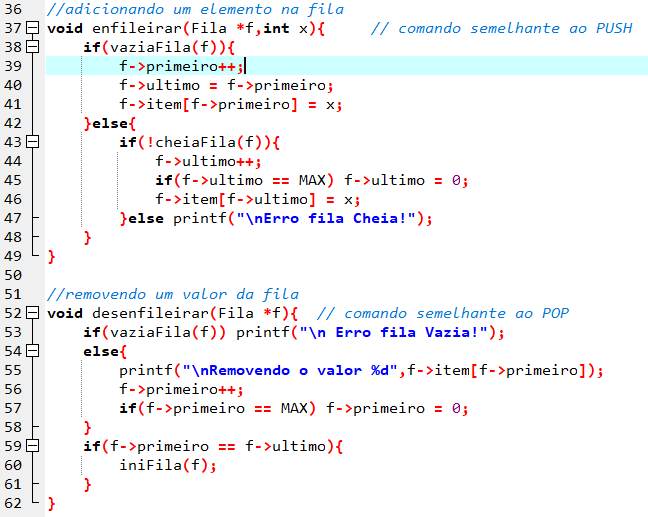 36 //adicionando um elemento na fila
37 void enfileirar(Fila *f,int x){     // comando semelhante ao PUSH
38     if(vaziaFila(f)){
39         f->primeiro++;
40         f->ultimo = f->primeiro;
41         f->item[f->primeiro] = x;
42     }else{
43         if(!cheiaFila(f)){
44             f->ultimo++;
45             if(f->ultimo == MAX) f->ultimo = 0;
46             f->item[f->ultimo] = x;
47         }else printf("\nErro fila Cheia!");
48     }
49 }
50
51 //removendo um valor da fila
52 void desenfileirar(Fila *f){  // comando semelhante ao POP
53     if(vaziaFila(f)) printf("\n Erro fila Vazia!");
54     else{
55         printf("\nRemovendo o valor %d",f->item[f->primeiro]);
56         f->primeiro++;
57         if(f->primeiro == MAX) f->primeiro = 0;
58     }
59     if(f->primeiro == f->ultimo){
60         iniFila(f);
61     }
62 }